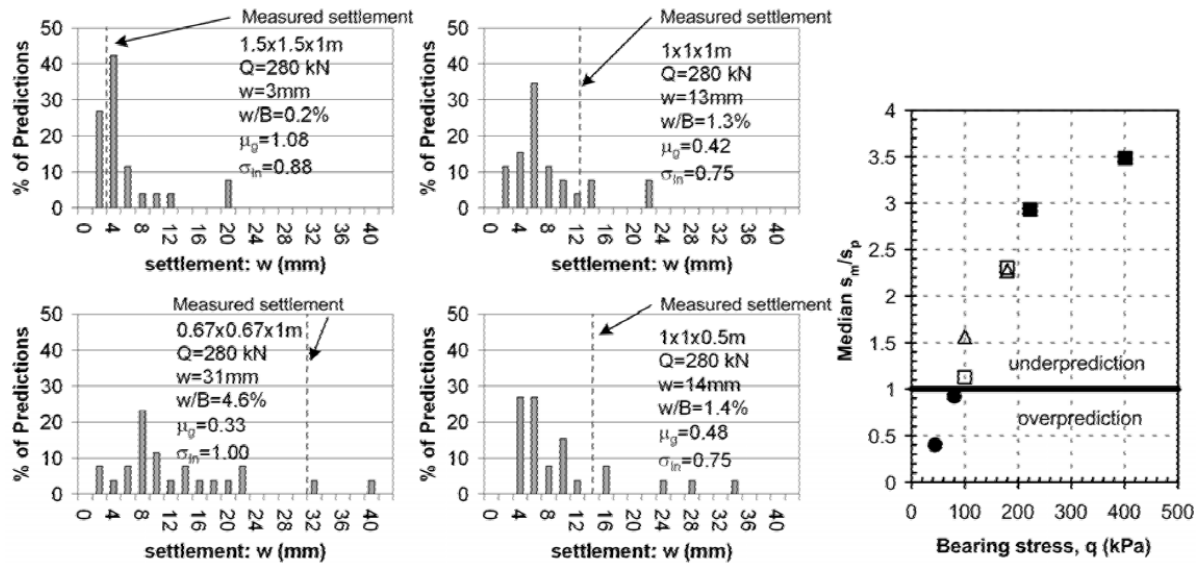 Measured settlement
1.5x1.5x1m
Q=280 kN
w=3mm
w/B=0.2%
μg=1.08
σln=0.88
% of Predictions
50
40
30
20
10
0
0 4 8 12 16 20 24 28 32 36 40
settlement: w (mm)
Measured settlement
1x1x1m
Q=280 kN
w=13mm
w/B=1.3%
μg=0.42
σln=0.75
% of Predictions
50
40
30
20
10
0
0 4 8 12 16 20 24 28 32 36 40
settlement: w (mm)
Measured settlement
0.67x0.67x1m
Q=280 kN
w=31mm
w/B=4.6%
μg=0.33
σln=1.00
% of Predictions
50
40
30
20
10
0
0 4 8 12 16 20 24 28 32 36 40
settlement: w (mm)
Measured settlement
1x1x0.5m
Q=280 kN
w=14mm
w/B=1.4%
μg=0.48
σln=0.75
% of Predictions
50
40
30
20
10
0
0 4 8 12 16 20 24 28 32 36 40
settlement: w (mm)
Median sm/sp
4
3.5
3
2.5
2
1.5
1
0.5
0
underprediction
overprediction
0 100 200 300 400 500
Bearing stress, q (kPa)